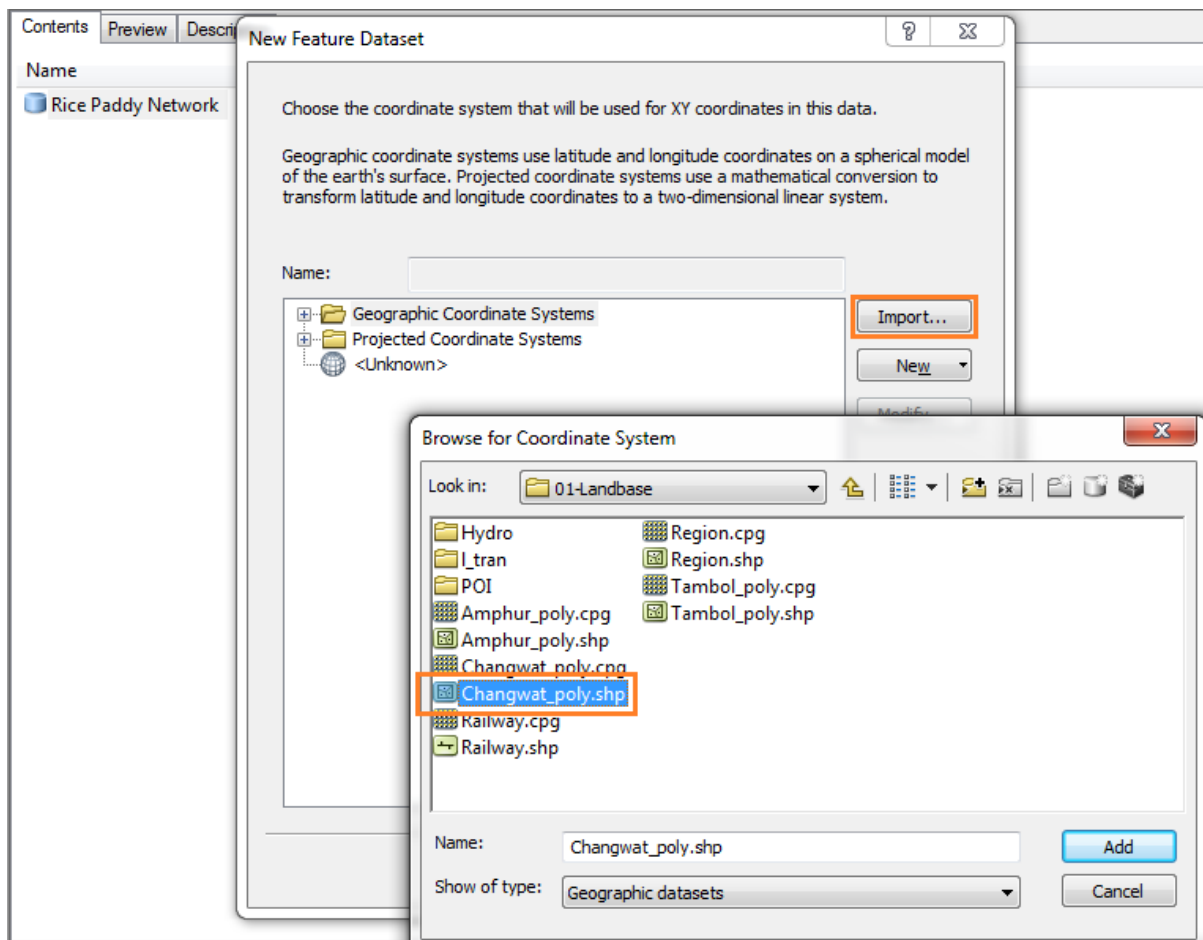 Contents
Preview
New Feature Dataset
Name
Rice Paddy Network
Choose the coordinate system that will be used for XY coordinates in this data.
Geographic coordinate systems use latitude and longitude coordinates on a spherical model
of the earth's surface. Projected coordinate systems use a mathematical conversion to
transform latitude and longitude coordinates to a two-dimensional linear system.
Name:
Geographic Coordinate Systems
Projected Coordinate Systems
<Unknown>
Import...
New
Modify...
Browse for Coordinate System
Look in:
01-Landbase
Hydro
l_tran
POI
Amphur_poly.cpg
Amphur_poly.shp
Changwat_poly.cpg
Changwat_poly.shp
Railway.cpg
Railway.shp
Region.cpg
Region.shp
Tambol_poly.cpg
Tambol_poly.shp
Name:
Changwat_poly.shp
Add
Show of type:
Geographic datasets
Cancel